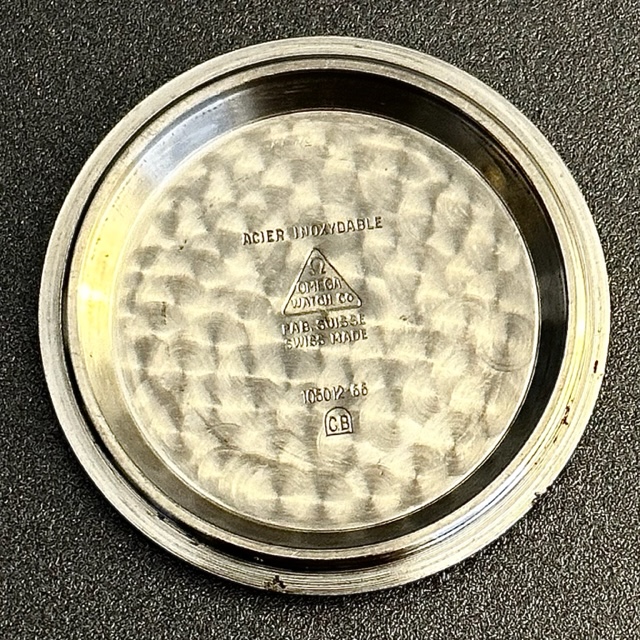 ACIER INOXYDABLE
Ω
OMEGA
WATCH CO
FAB. SUISSE
SWISS MADE
105012-66
CB